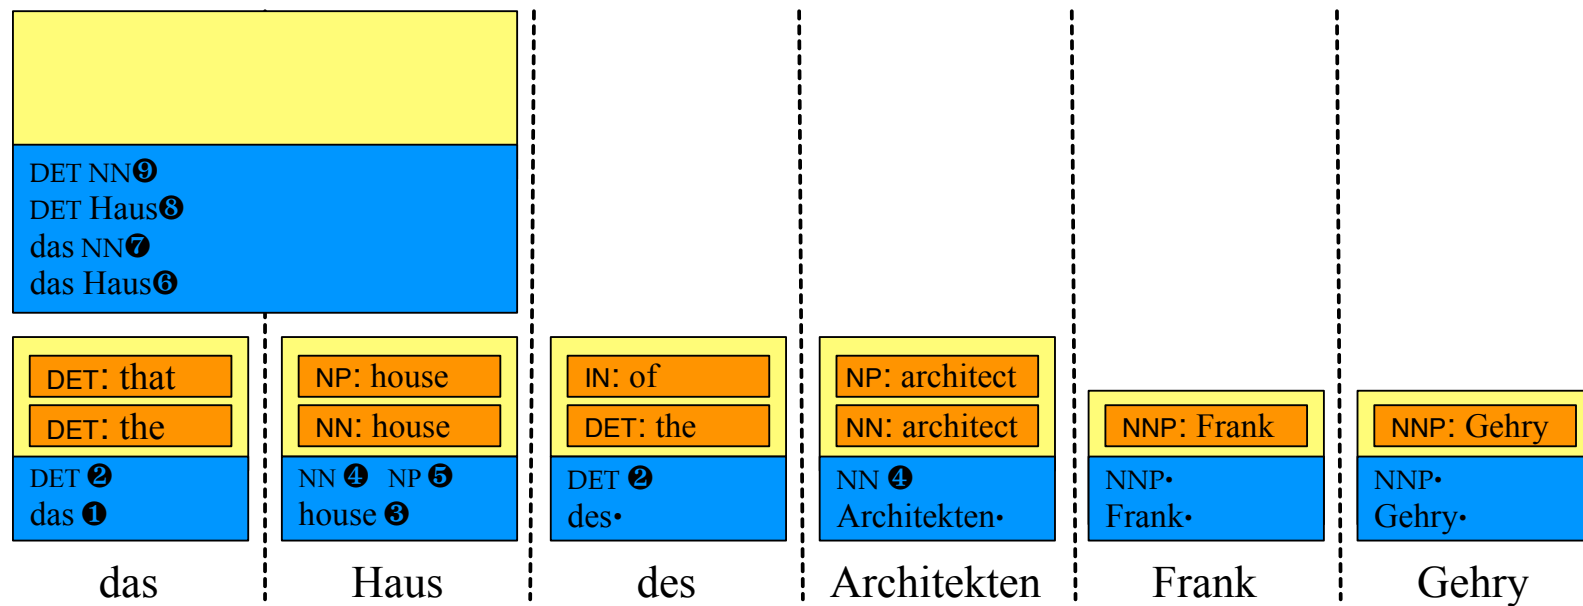 DET NN❾
DET Haus❽
das NN❼
das Haus❻
DET: that
DET: the
DET ❷
das ❶
NP: house
NN: house
NN ❹ NP ❺
house ❸
IN: of
DET: the
DET ❷
des•
NP: architect
NN: architect
NN ❹
Architekten•
NNP: Frank
NNP•
Frank•
NNP: Gehry
NNP•
Gehry•
das Haus des Architekten Frank Gehry